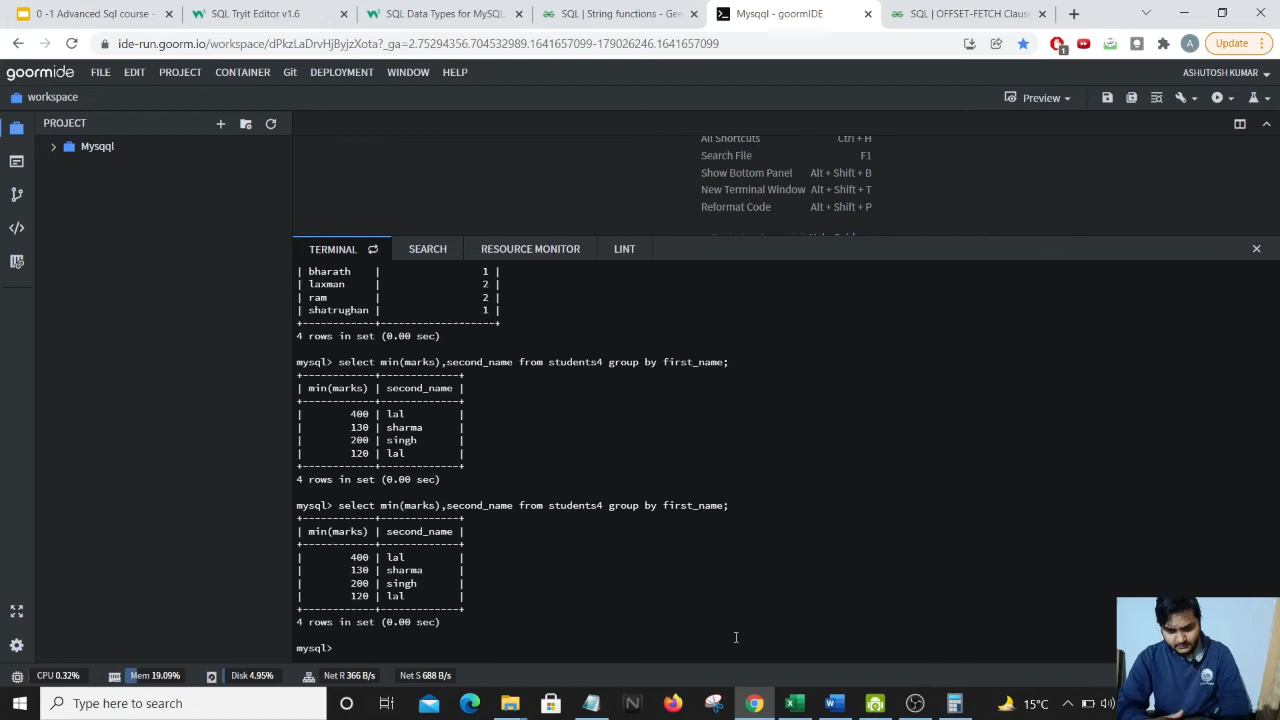 0 -1 Advanced Sql course -
SQL Tryit Editor v1.6
SQL Data Types for MySQL,
SQL | String functions - Gee
Mysqql - goormIDE
SQL | OFFSET-FETCH Clause
ide-run.goorm.io/workspace/dPkzLaDrvHjByjsYota?_ga=2.75204356.704532789.1641657099-179026246.1641657099
1
A
Update
goormide
FILE EDIT PROJECT CONTAINER Git DEPLOYMENT WINDOW HELP
ASHUTOSH KUMAR
workspace
Preview
PROJECT
Mysqql
All Shortcuts Ctrl + H
Search File F1
Show Bottom Panel Alt + Shift + B
New Terminal Window Alt + Shift + T
Reformat Code Alt + Shift + P
TERMINAL SEARCH RESOURCE MONITOR LINT
| bharath    |                 1 |
| laxman     |                 2 |
| ram        |                 2 |
| shatrughan |                 1 |
+------------+-------------------+
4 rows in set (0.00 sec)
mysql> select min(marks),second_name from students4 group by first_name;
+------------+-------------+
| min(marks) | second_name |
+------------+-------------+
|        400 | lal         |
|        130 | sharma      |
|        200 | singh       |
|        120 | lal         |
+------------+-------------+
4 rows in set (0.00 sec)
mysql> select min(marks),second_name from students4 group by first_name;
+------------+-------------+
| min(marks) | second_name |
+------------+-------------+
|        400 | lal         |
|        130 | sharma      |
|        200 | singh       |
|        120 | lal         |
+------------+-------------+
4 rows in set (0.00 sec)
mysql>
CPU 0.32% Mem 19.09% Disk 4.95% Net R 366 B/s Net S 688 B/s
Type here to search
15°C